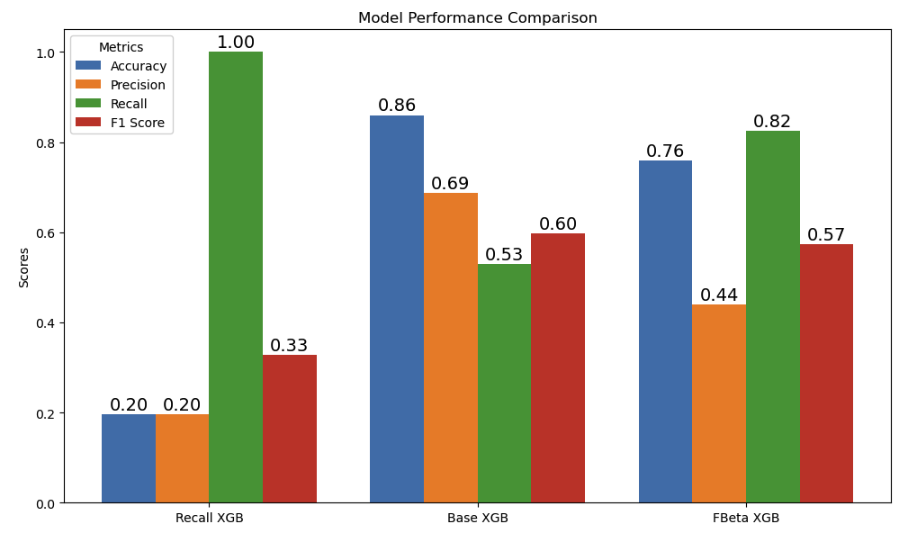 Model Performance Comparison
Metrics
Accuracy
Precision
Recall
F1 Score
Scores
1.0
0.8
0.6
0.4
0.2
0.0
0.20
0.20
1.00
0.33
0.86
0.69
0.53
0.60
0.76
0.44
0.82
0.57
Recall XGB
Base XGB
FBeta XGB